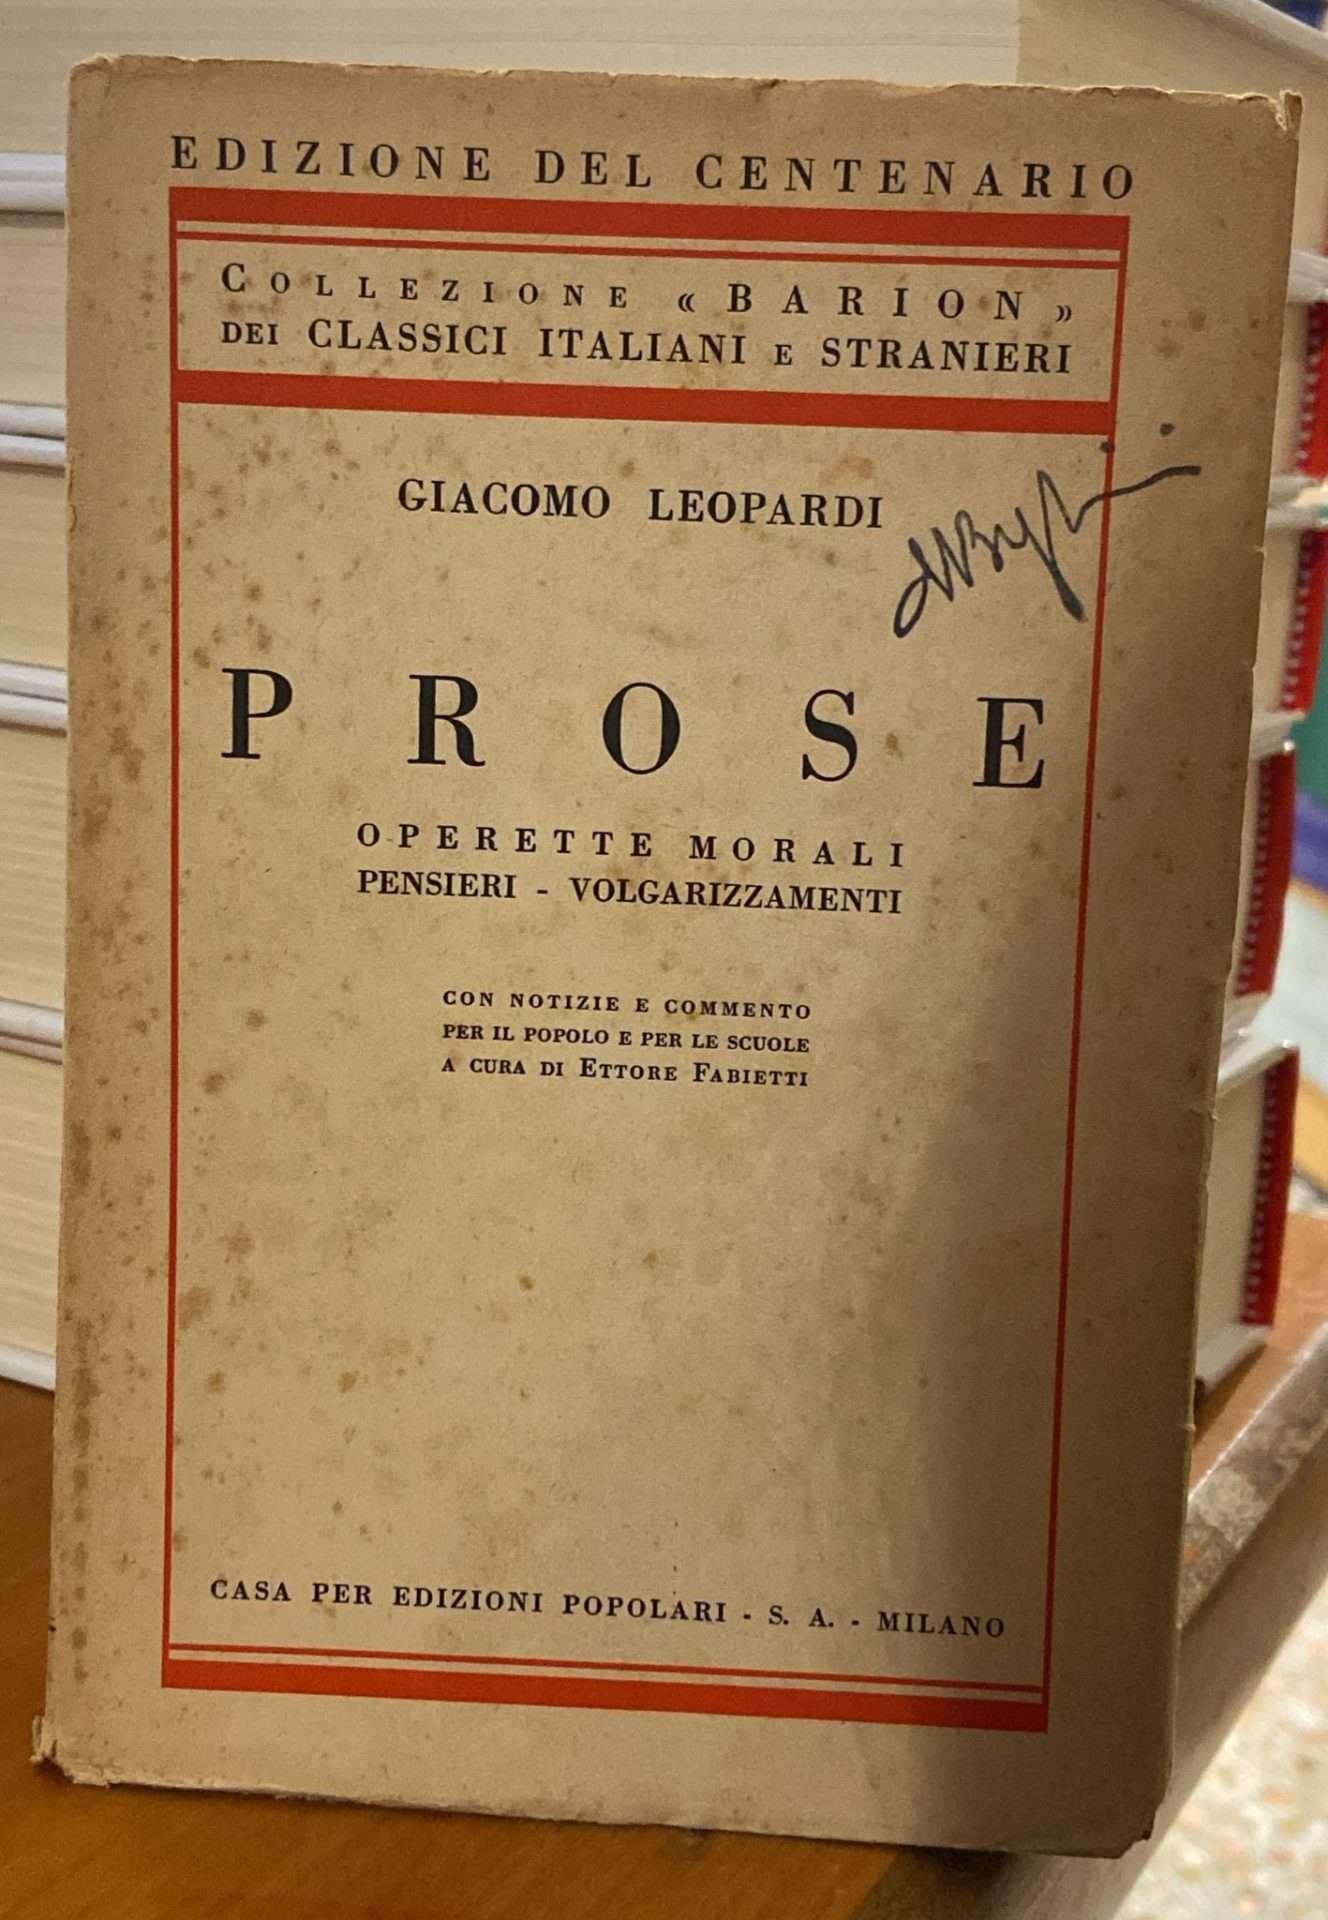 EDIZIONE DEL CENTENARIO
COLLEZIONE « BARION »
DEI CLASSICI ITALIANI E STRANIERI
GIACOMO LEOPARDI
PROSE
OPERETTE MORALI
PENSIERI - VOLGARIZZAMENTI
CON NOTIZIE E COMMENTO
PER IL POPOLO E PER LE SCUOLE
A CURA DI ETTORE FABIETTI
CASA PER EDIZIONI POPOLARI - S. A. - MILANO